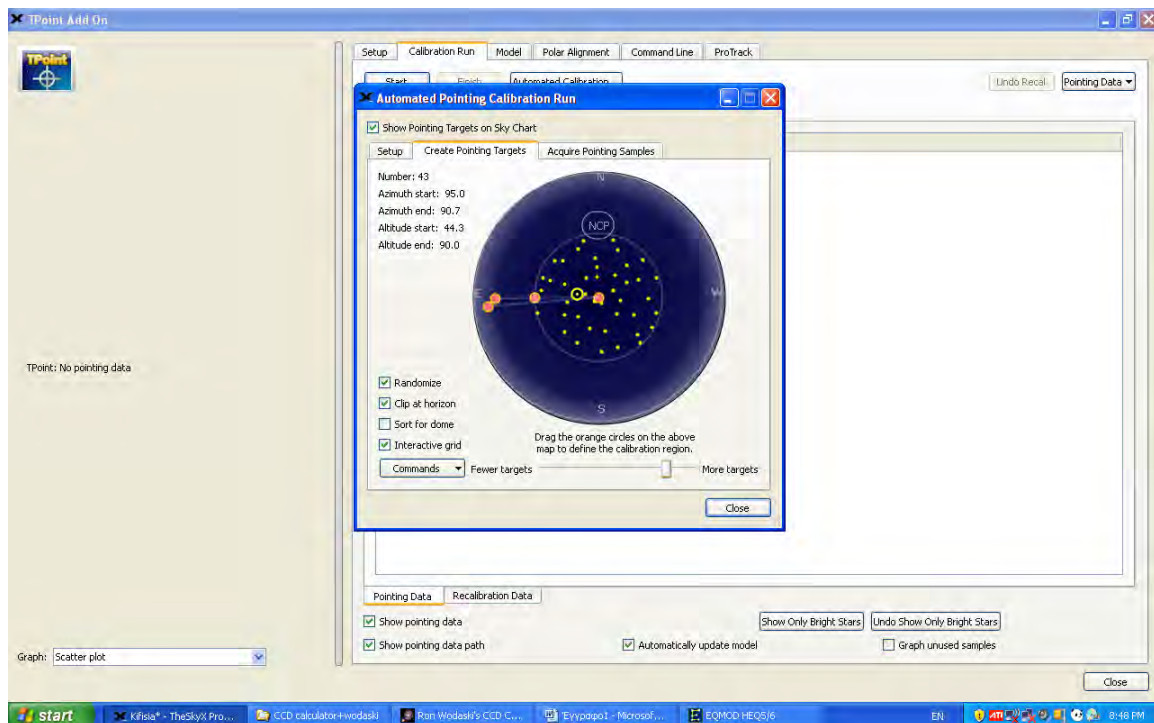 TPoint Add On
TPoint
Setup Calibration Run Model Polar Alignment Command Line ProTrack
Start Finish Automated Calibration... Undo Recal Pointing Data
Automated Pointing Calibration Run
Show Pointing Targets on Sky Chart
Setup Create Pointing Targets Acquire Pointing Samples
Number: 43
Azimuth start: 95.0
Azimuth end: 90.7
Altitude start: 44.3
Altitude end: 90.0
N
NCP
E
W
S
TPoint: No pointing data
Randomize
Clip at horizon
Sort for dome
Interactive grid
Drag the orange circles on the above
map to define the calibration region.
Commands Fewer targets More targets
Close
Pointing Data Recalibration Data
Show pointing data Show Only Bright Stars Undo Show Only Bright Stars
Show pointing data path Automatically update model Graph unused samples
Graph: Scatter plot
Close
start Kifisia* - TheSkyX Pro... CCD calculator+wodaski Ron Wodaski's CCD C... Έγγραφο1 - Microsof... EQMOD HEQ5/6 EN ATI 8:48 PM